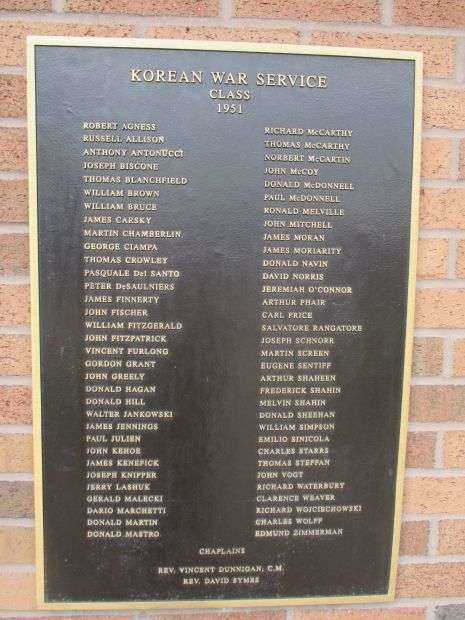 KOREAN WAR SERVICE
CLASS
1951
ROBERT AGNESS
RUSSELL ALLISON
ANTHONY ANTONUCCI
JOSEPH BISCONE
THOMAS BLANCHFIELD
WILLIAM BROWN
WILLIAM BRUCE
JAMES CARSKY
MARTIN CHAMBERLIN
GEORGE CIAMPA
THOMAS CROWLEY
PASQUALE Del SANTO
PETER DeSAULNIERS
JAMES FINNERTY
JOHN FISCHER
WILLIAM FITZGERALD
JOHN FITZPATRICK
VINCENT FURLONG
GORDON GRANT
JOHN GREELY
DONALD HAGAN
DONALD HILL
WALTER JANKOWSKI
JAMES JENNINGS
PAUL JULIEN
JOHN KEHOE
JAMES KENEFICK
JOSEPH KNIPPER
JERRY LASHUK
GERALD MALECKI
DARIO MARCHETTI
DONALD MARTIN
DONALD MASTRO
RICHARD McCARTHY
THOMAS McCARTHY
NORBERT McCARTIN
JOHN McCOY
DONALD McDONNELL
PAUL McDONNELL
RONALD MELVILLE
JOHN MITCHELL
JAMES MORAN
JAMES MORIARITY
DONALD NAVIN
DAVID NORRIS
JEREMIAH O'CONNOR
ARTHUR PHAIR
CARL PRICE
SALVATORE RANGATORE
JOSEPH SCHNORR
MARTIN SCREEN
EUGENE SENTIFF
ARTHUR SHAHEEN
FREDERICK SHAHIN
MELVIN SHAHIN
DONALD SHEEHAN
WILLIAM SIMPSON
EMILIO SINICOLA
CHARLES STARRS
THOMAS STEFFAN
JOHN VOGT
RICHARD WATERBURY
CLARENCE WEAVER
RICHARD WOJCIECHOWSKI
CHARLES WOLFF
EDMUND ZIMMERMAN
CHAPLAINS
REV. VINCENT DUNNIGAN, C.M.
REV. DAVID SYMES